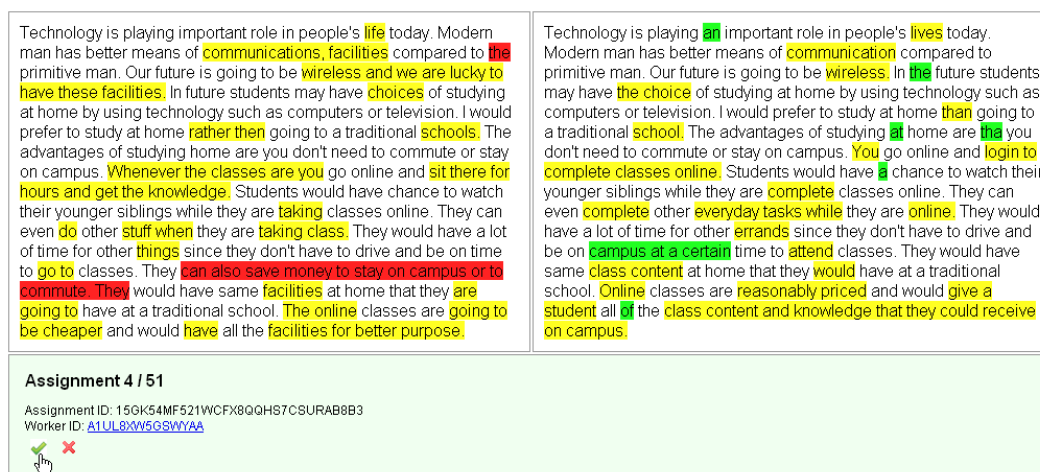 Technology is playing important role in people's life today. Modern
man has better means of communications, facilities compared to the
primitive man. Our future is going to be wireless and we are lucky to
have these facilities. In future students may have choices of studying
at home by using technology such as computers or television. I would
prefer to study at home rather then going to a traditional schools. The
advantages of studying home are you don't need to commute or stay
on campus. Whenever the classes are you go online and sit there for
hours and get the knowledge. Students would have chance to watch
their younger siblings while they are taking classes online. They can
even do other stuff when they are taking class. They would have a lot
of time for other things since they don't have to drive and be on time
to go to classes. They can also save money to stay on campus or to
commute. They would have same facilities at home that they are
going to have at a traditional school. The online classes are going to
be cheaper and would have all the facilities for better purpose.
Technology is playing an important role in people's lives today.
Modern man has better means of communication compared to
primitive man. Our future is going to be wireless. In the future students
may have the choice of studying at home by using technology such as
computers or television. I would prefer to study at home than going to
a traditional school. The advantages of studying at home are tha you
don't need to commute or stay on campus. You go online and login to
complete classes online. Students would have a chance to watch their
younger siblings while they are complete classes online. They can
even complete other everyday tasks while they are online. They would
have a lot of time for other errands since they don't have to drive and
be on campus at a certain time to attend classes. They would have
same class content at home that they would have at a traditional
school. Online classes are reasonably priced and would give a
student all of the class content and knowledge that they could receive
on campus.
Assignment 4 / 51
Assignment ID: 15GK54MF521WCFX8QQHS7CSURAB8B3
Worker ID: A1UL8XW5GSWYAA